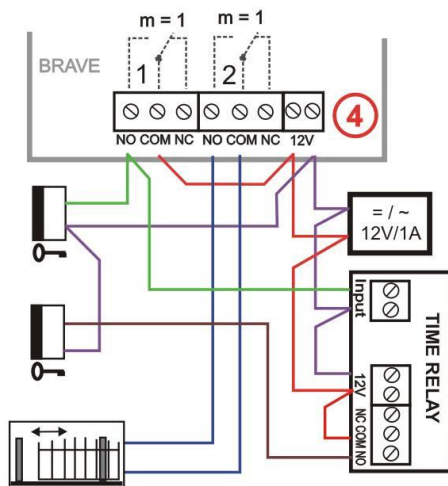 m = 1 m = 1
BRAVE
1 2
4
NO COM NC NO COM NC 12V
= / ~
12V/1A
Input
TIME RELAY
12V
NC COM NO